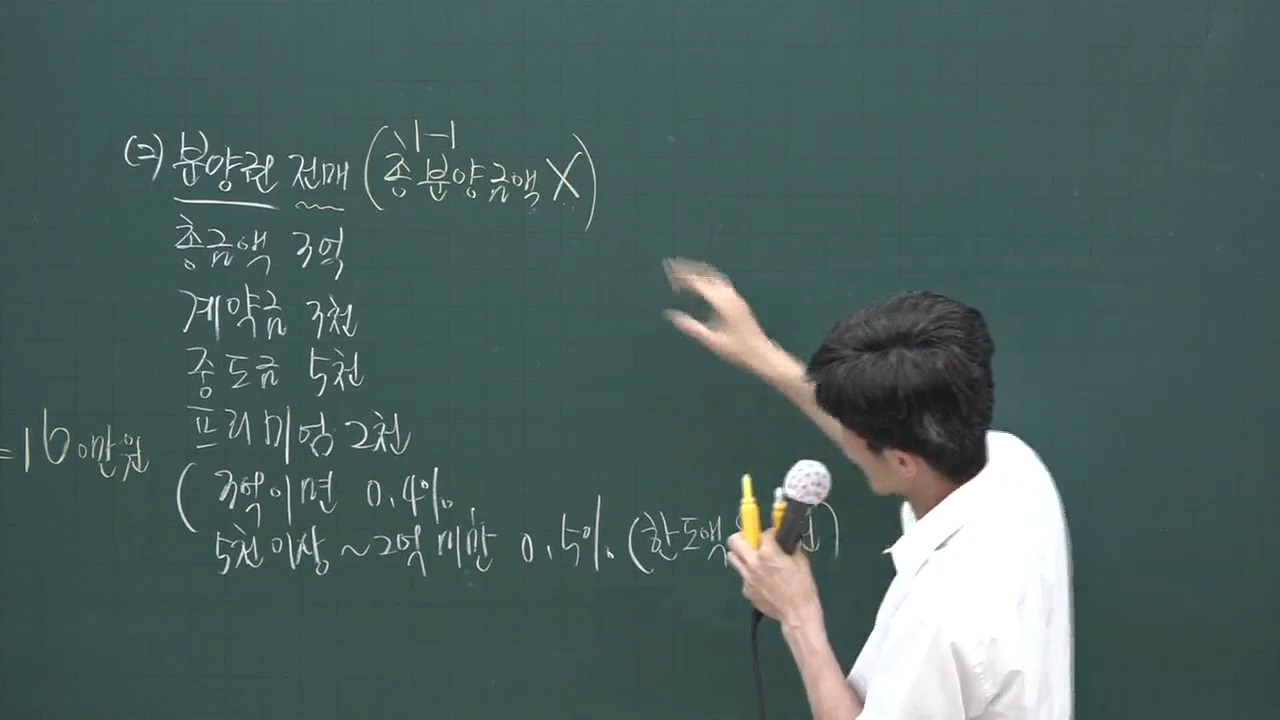 (ㄹ) 분양권 전매 (총분양금액 X)
총금액 3억
계약금 3천
중도금 5천
프리미엄 2천
=160만원
( 3억이면 0.4%
5천이상 ~ 2억 미만 0.5% (한도액